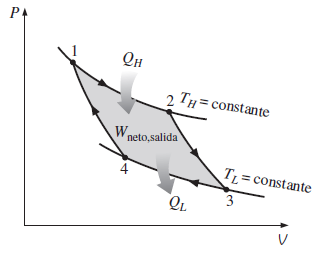 P
1
Q_H
2
T_H = constante
W_neto,salida
4
T_L = constante
Q_L
3
V